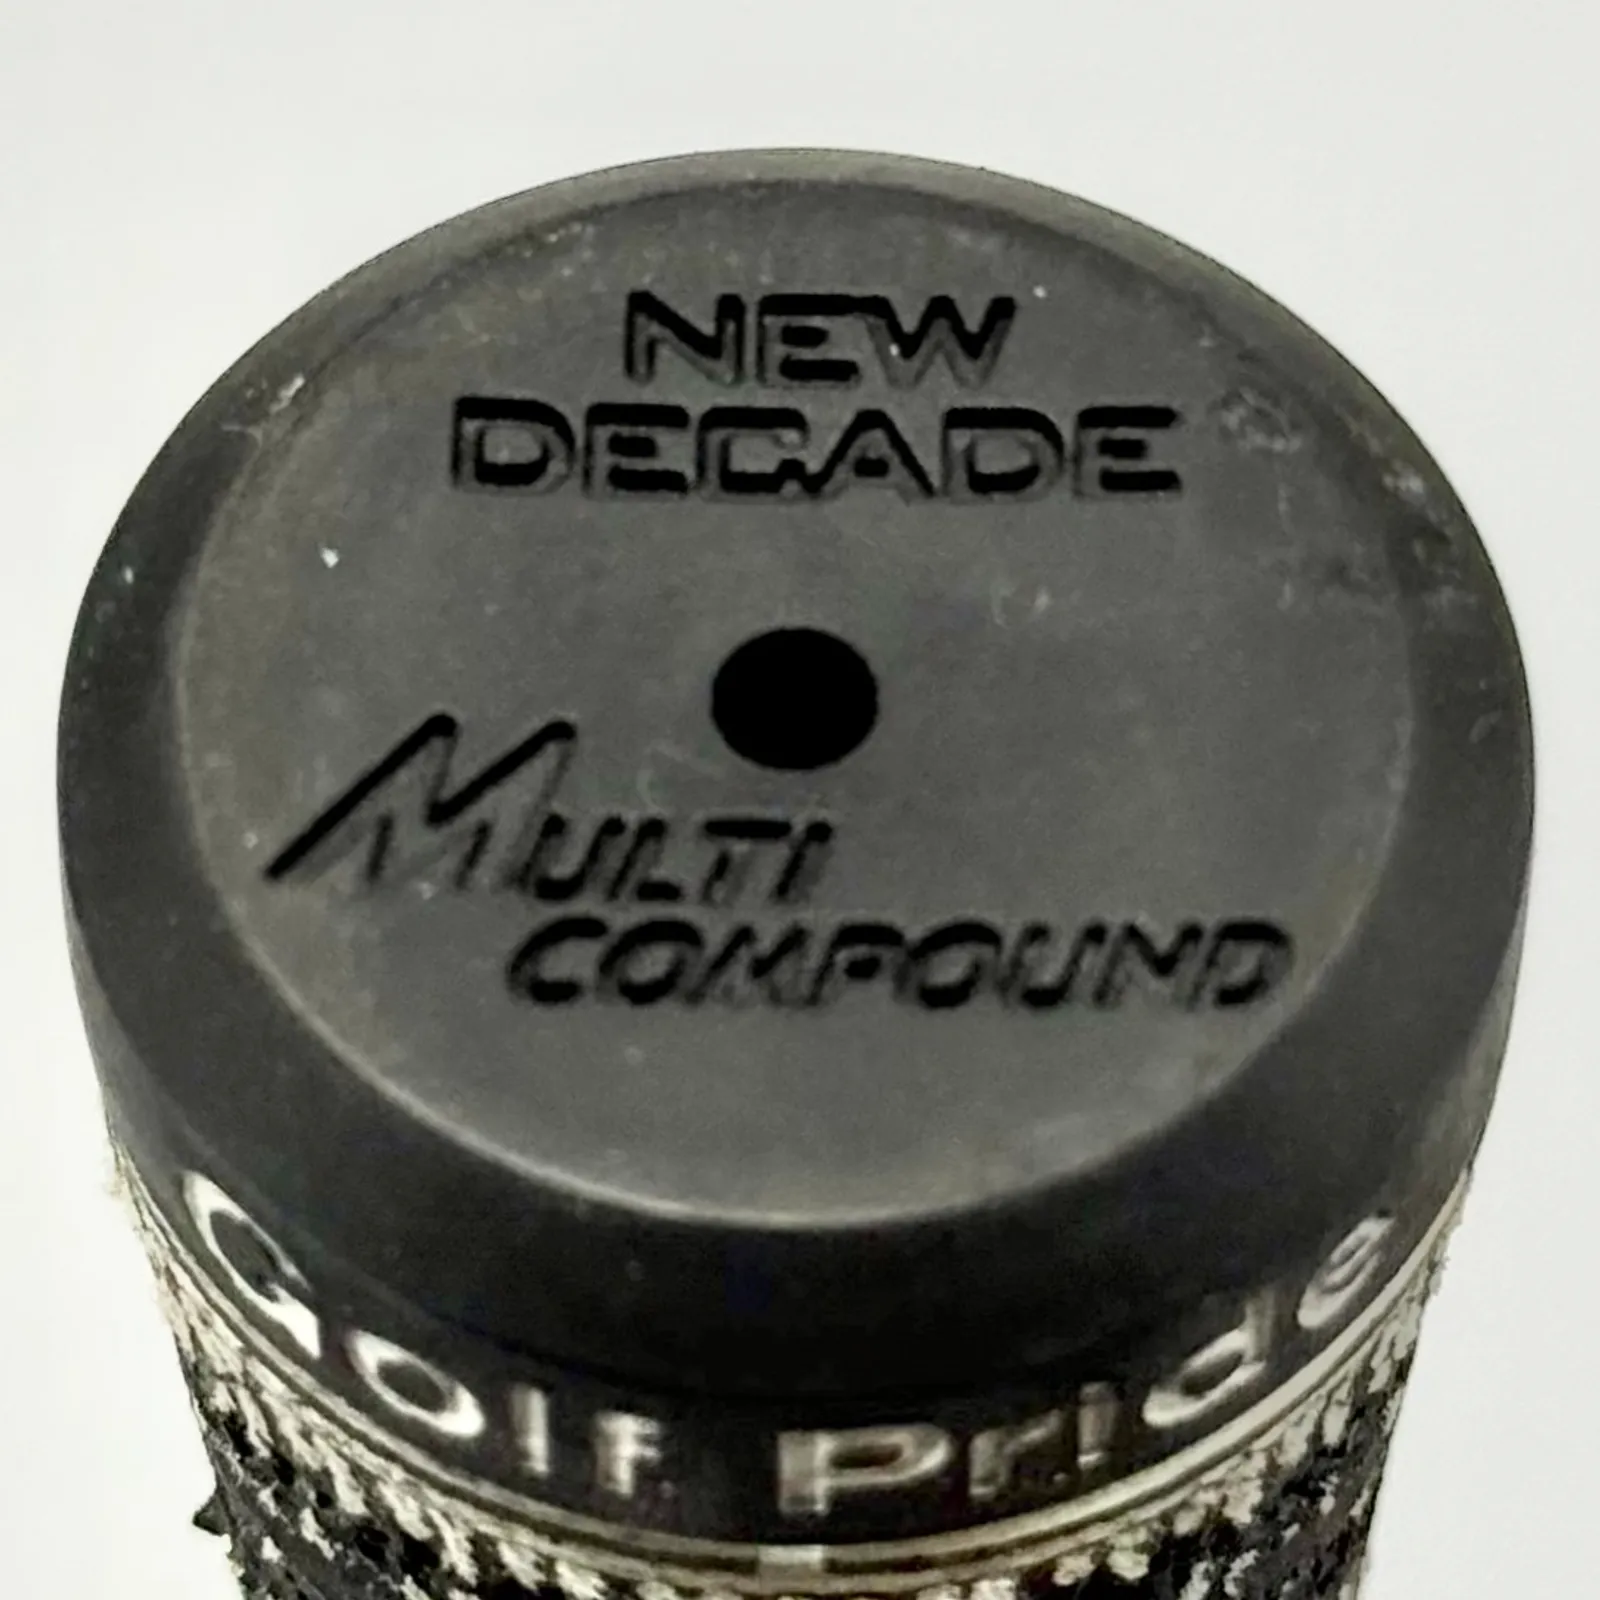 NEW
DECADE
MULTI
COMPOUND
Golf Pride